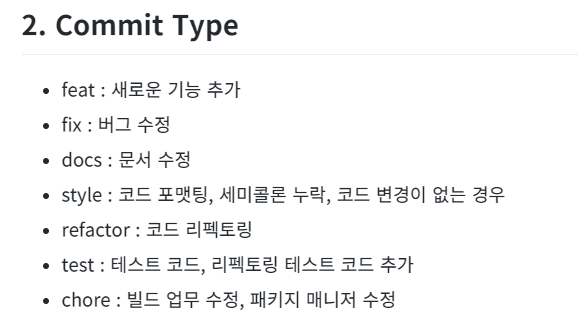 2. Commit Type
• feat : 새로운 기능 추가
• fix : 버그 수정
• docs : 문서 수정
• style : 코드 포맷팅, 세미콜론 누락, 코드 변경이 없는 경우
• refactor : 코드 리펙토링
• test : 테스트 코드, 리펙토링 테스트 코드 추가
• chore : 빌드 업무 수정, 패키지 매니저 수정